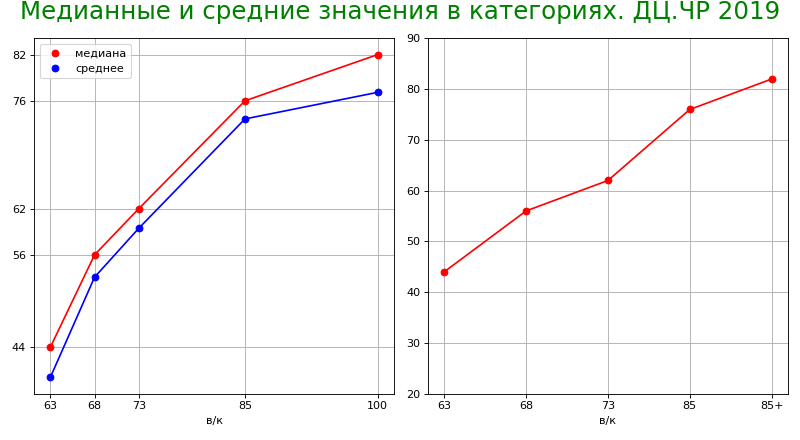 Медианные и средние значения в категориях. ДЦ.ЧР 2019
медиана
среднее
82
76
62
56
44
63 68 73 85 100
в/к
90
80
70
60
50
40
30
20
63 68 73 85 85+
в/к